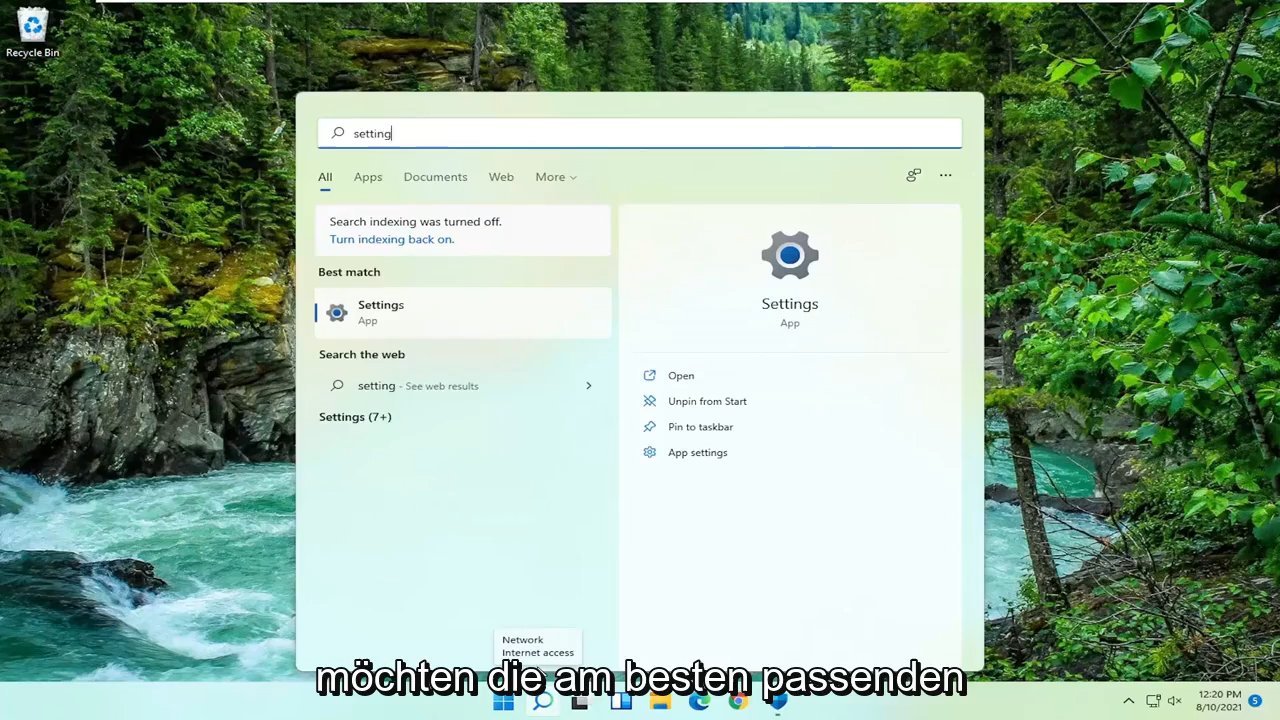 Recycle Bin
setting
All Apps Documents Web More
Search indexing was turned off.
Turn indexing back on.
Best match
Settings
App
Search the web
setting - See web results
Settings (7+)
Settings
App
Open
Unpin from Start
Pin to taskbar
App settings
Network
Internet access
möchten die am besten passenden
12:20 PM
8/10/2021
5